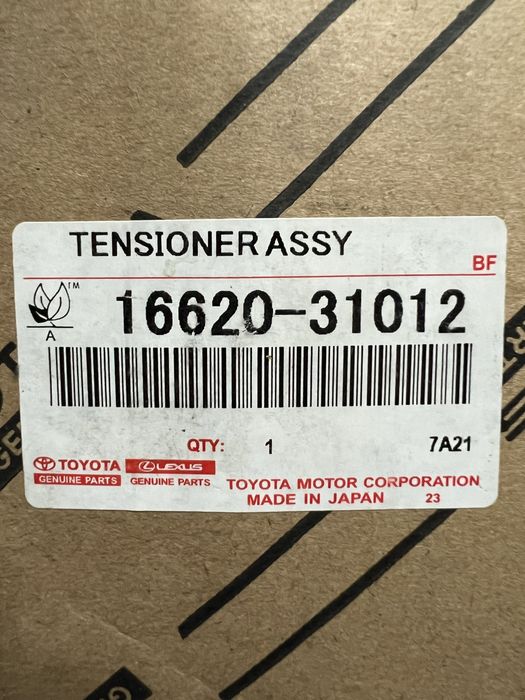 TENSIONER ASSY
BF
TM
16620-31012
A
QTY: 1 7A21
TOYOTA LEXUS
GENUINE PARTS GENUINE PARTS
TOYOTA MOTOR CORPORATION
MADE IN JAPAN 23